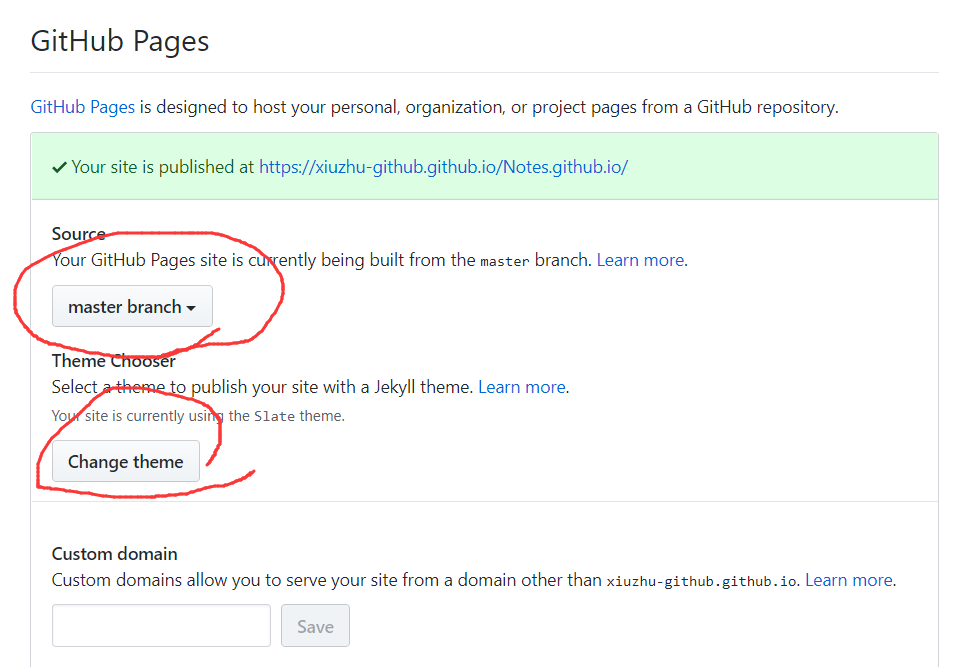 GitHub Pages
GitHub Pages is designed to host your personal, organization, or project pages from a GitHub repository.
Your site is published at https://xiuzhu-github.github.io/Notes.github.io/
Source
Your GitHub Pages site is currently being built from the master branch. Learn more.
master branch
Theme Chooser
Select a theme to publish your site with a Jekyll theme. Learn more.
Your site is currently using the Slate theme.
Change theme
Custom domain
Custom domains allow you to serve your site from a domain other than xiuzhu-github.github.io. Learn more.
Save